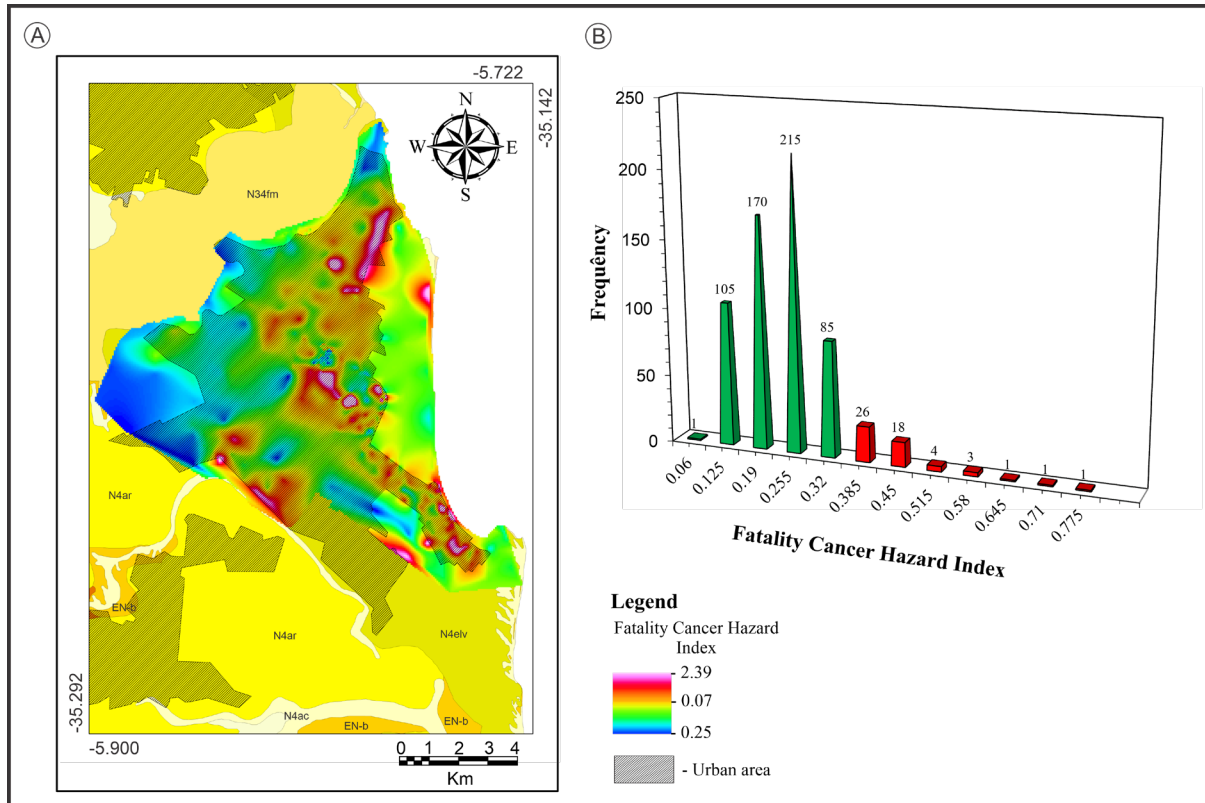 A
-5.722
-35.142
N
W E
S
N34fm
N4ar
EN-b
N4ar
N4elv
N4ac
EN-b
EN-b
-35.292
-5.900
0 1 2 3 4
Km
B
Frequêncy
250
200
150
100
50
0
1
105
170
215
85
26
18
4
3
1
1
1
0.06
0.125
0.19
0.255
0.32
0.385
0.45
0.515
0.58
0.645
0.71
0.775
Fatality Cancer Hazard Index
Legend
Fatality Cancer Hazard
Index
2.39
0.07
0.25
- Urban area